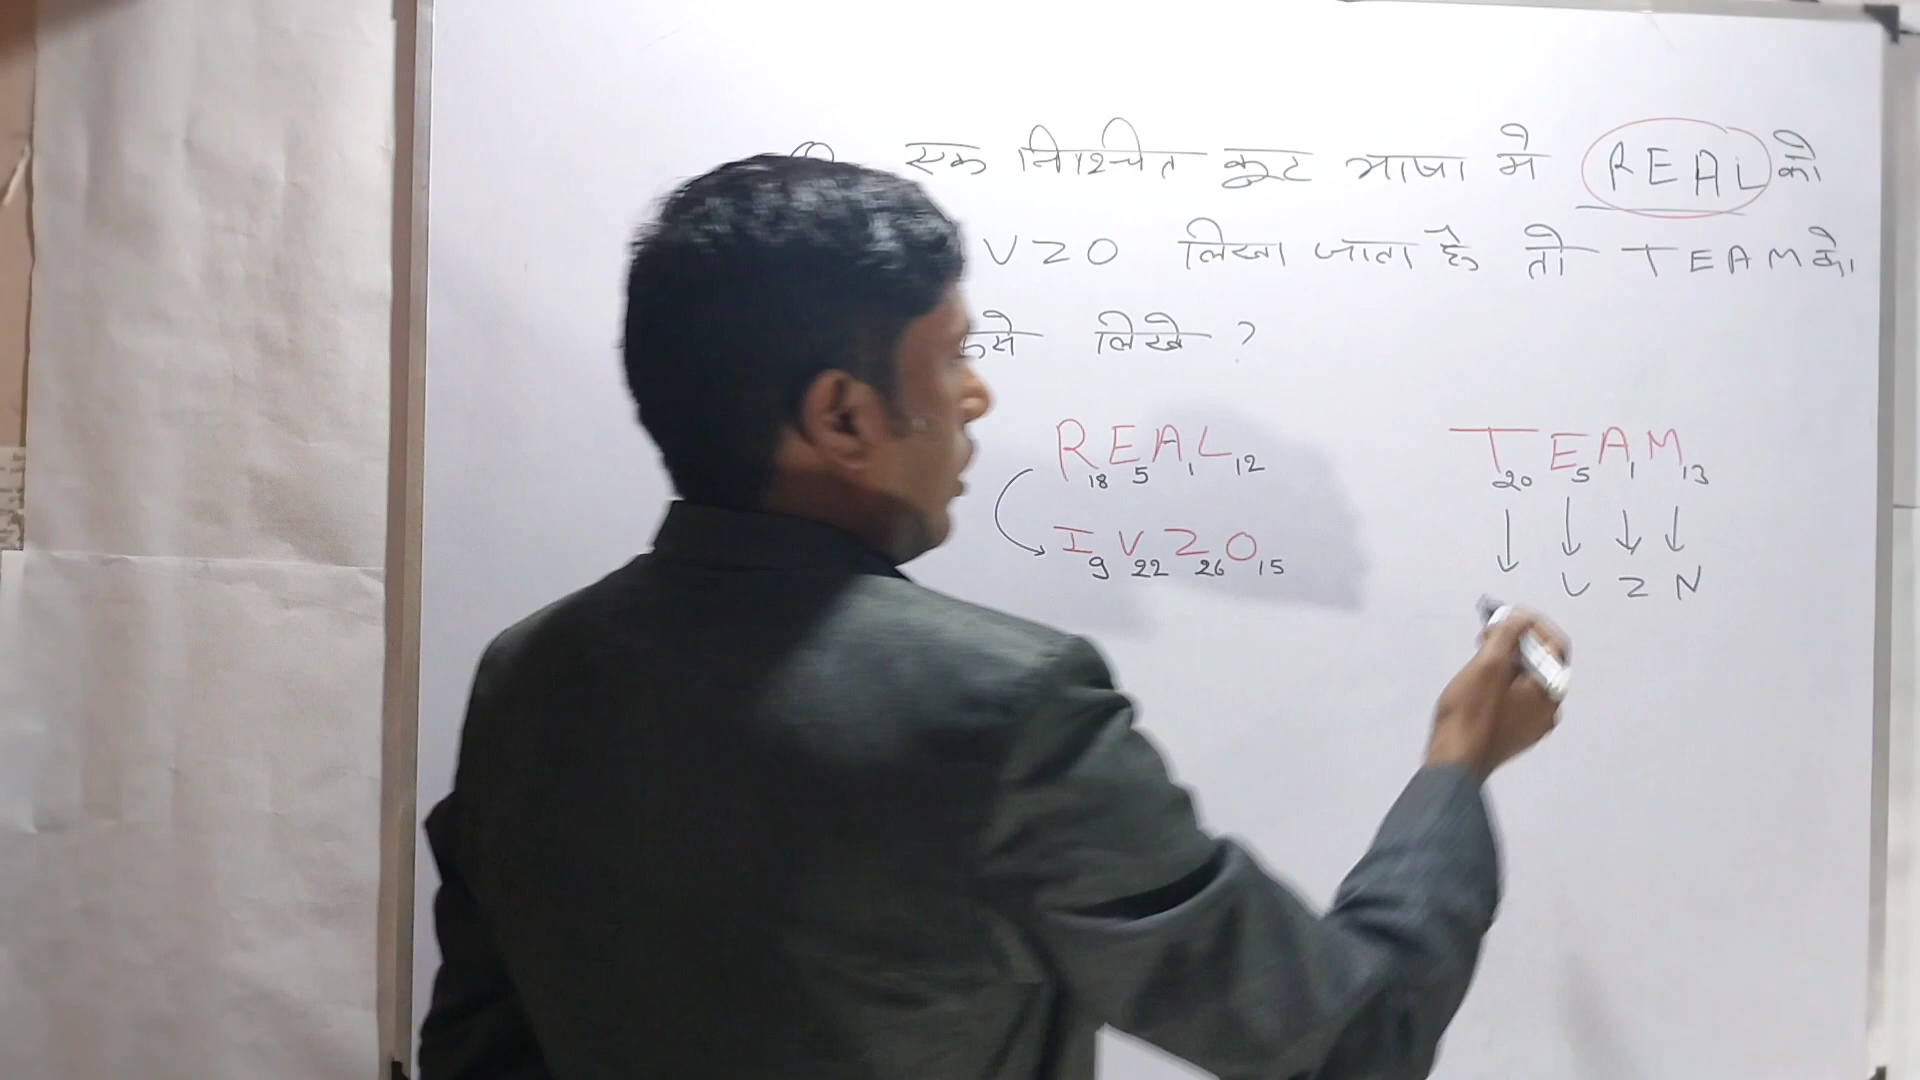 एक निश्चित कूट भाषा मे REAL को
VZO लिखा जाता है तो TEAM को
लिखे ?
REAL
18 5 1 12
IVZO
9 22 26 15
TEAM
20 5 1 13
V Z N